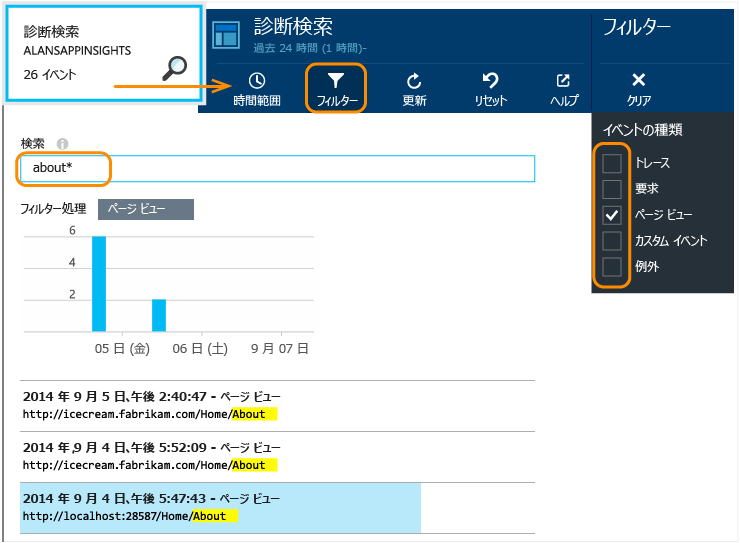 診断検索
ALANSAPPINSIGHTS
26 イベント
診断検索
過去 24 時間 (1 時間)-
時間範囲
フィルター
更新
リセット
ヘルプ
フィルター
クリア
イベントの種類
トレース
要求
ページ ビュー
カスタム イベント
例外
検索
about*
フィルター処理 ページ ビュー
6
4
2
05 日 (金) 06 日 (土) 9 月 07 日
2014 年 9 月 5 日、午後 2:40:47 - ページ ビュー
http://icecream.fabrikam.com/Home/About
2014 年,9 月 4 日、午後 5:52:09 - ページ ビュー
http://icecream.fabrikam.com/Home/About
2014 年 9 月 4 日、午後 5:47:43 - ページ ビュー
http://localhost:28587/Home/About